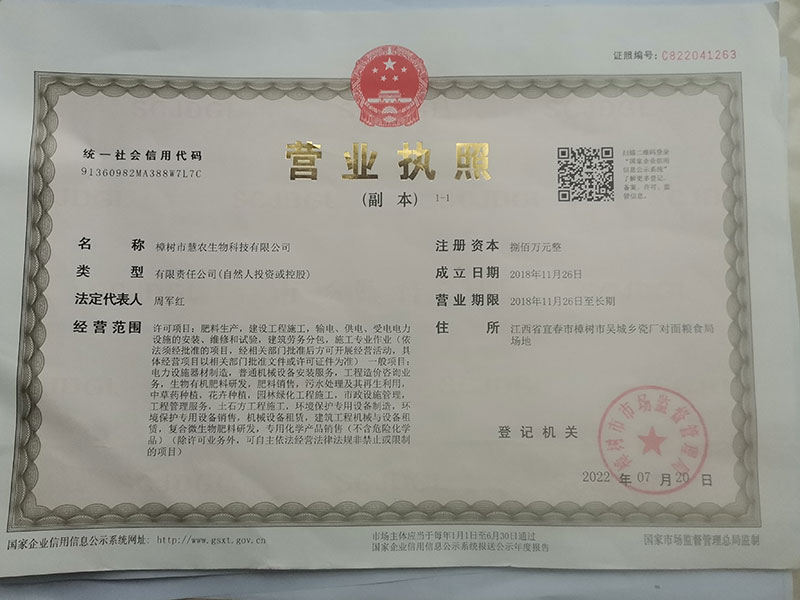 证照编号：C822041263
统一社会信用代码
91360982MA388W7L7C
营业执照
（副 本） 1-1
扫描二维码登录
“国家企业信用
信息公示系统”
了解更多登记、
备案、许可、监
管信息。
名 称 樟树市慧农生物科技有限公司
类 型 有限责任公司(自然人投资或控股)
法定代表人 周军红
经营范围 许可项目：肥料生产，建设工程施工，输电、供电、受电电力
设施的安装、维修和试验，建筑劳务分包，施工专业作业（依
法须经批准的项目，经相关部门批准后方可开展经营活动，具
体经营项目以相关部门批准文件或许可证件为准） 一般项目：
电力设施器材制造，普通机械设备安装服务，工程造价咨询业
务，生物有机肥料研发，肥料销售，污水处理及其再生利用，
中草药种植，花卉种植，园林绿化工程施工，市政设施管理，
工程管理服务，土石方工程施工，环境保护专用设备制造，环
境保护专用设备销售，机械设备租赁，建筑工程机械与设备租
赁，复合微生物肥料研发，专用化学产品销售（不含危险化学
品）（除许可业务外，可自主依法经营法律法规非禁止或限制
的项目）
注册资本 捌佰万元整
成立日期 2018年11月26日
营业期限 2018年11月26日至长期
住 所 江西省宜春市樟树市吴城乡瓷厂对面粮食局
场地
登记机关
樟树市市场监督管理局
2022 年 07 月 20 日
国家企业信用信息公示系统网址：http://www.gsxt.gov.cn
市场主体应当于每年1月1日至6月30日通过
国家企业信用信息公示系统报送公示年度报告
国家市场监督管理总局监制